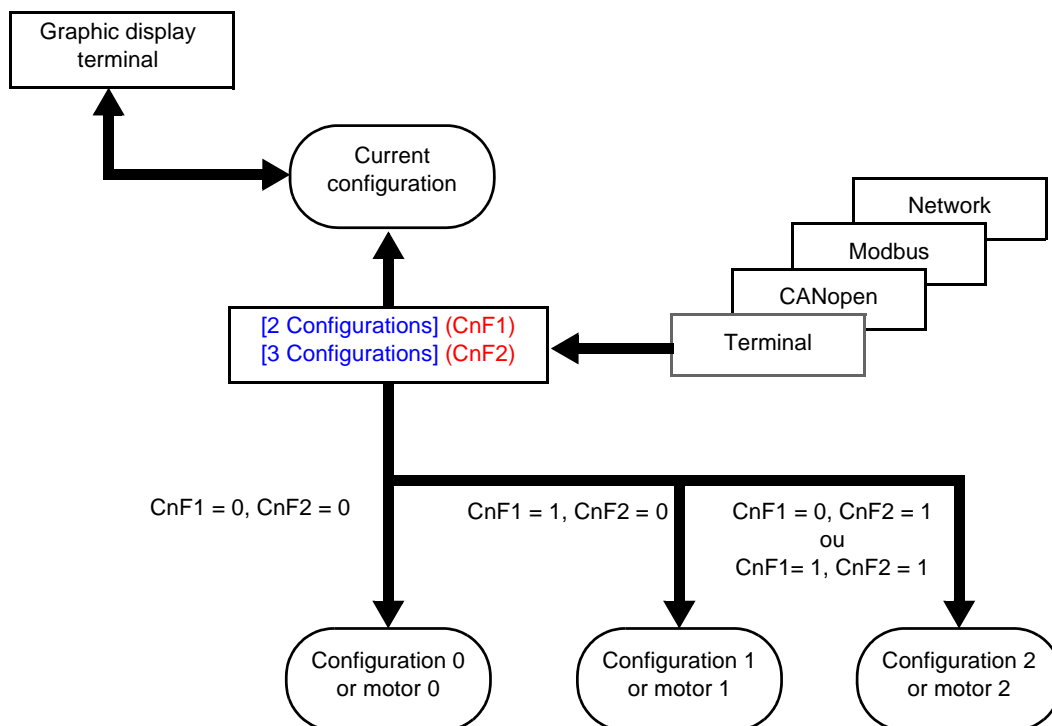 Graphic display
terminal
Current
configuration
Network
Modbus
CANopen
Terminal
[2 Configurations] (CnF1)
[3 Configurations] (CnF2)
CnF1 = 0, CnF2 = 0
CnF1 = 1, CnF2 = 0
CnF1 = 0, CnF2 = 1
ou
CnF1= 1, CnF2 = 1
Configuration 0
or motor 0
Configuration 1
or motor 1
Configuration 2
or motor 2